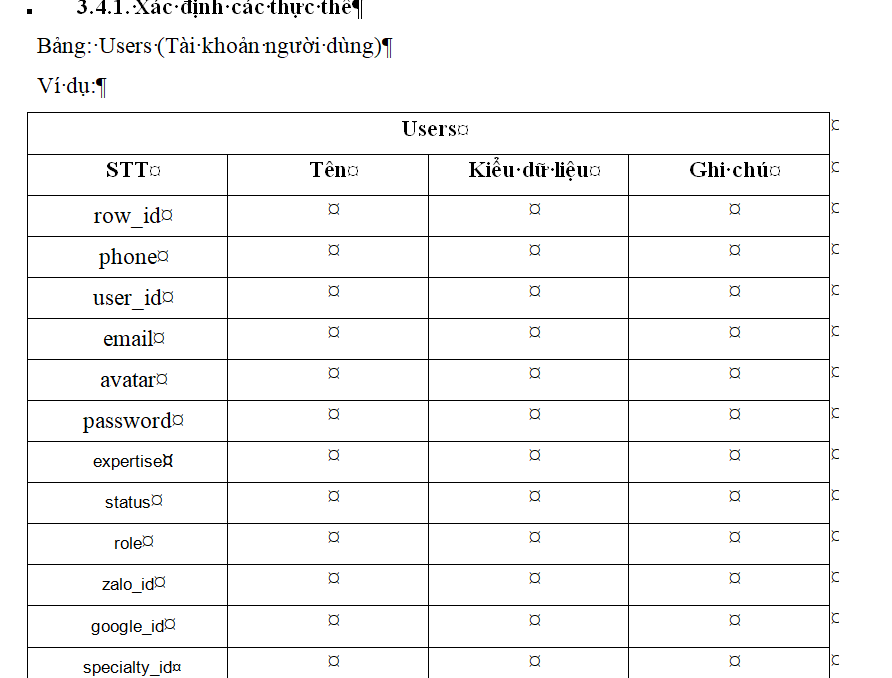 3.4.1. Xác định các thực thể¶
Bảng: Users (Tài khoản người dùng)¶
Ví dụ:¶
Users¤
STT¤ Tên¤ Kiểu dữ liệu¤ Ghi chú¤
row_id¤
phone¤
user_id¤
email¤
avatar¤
password¤
expertise¤
status¤
role¤
zalo_id¤
google_id¤
specialty_id¤